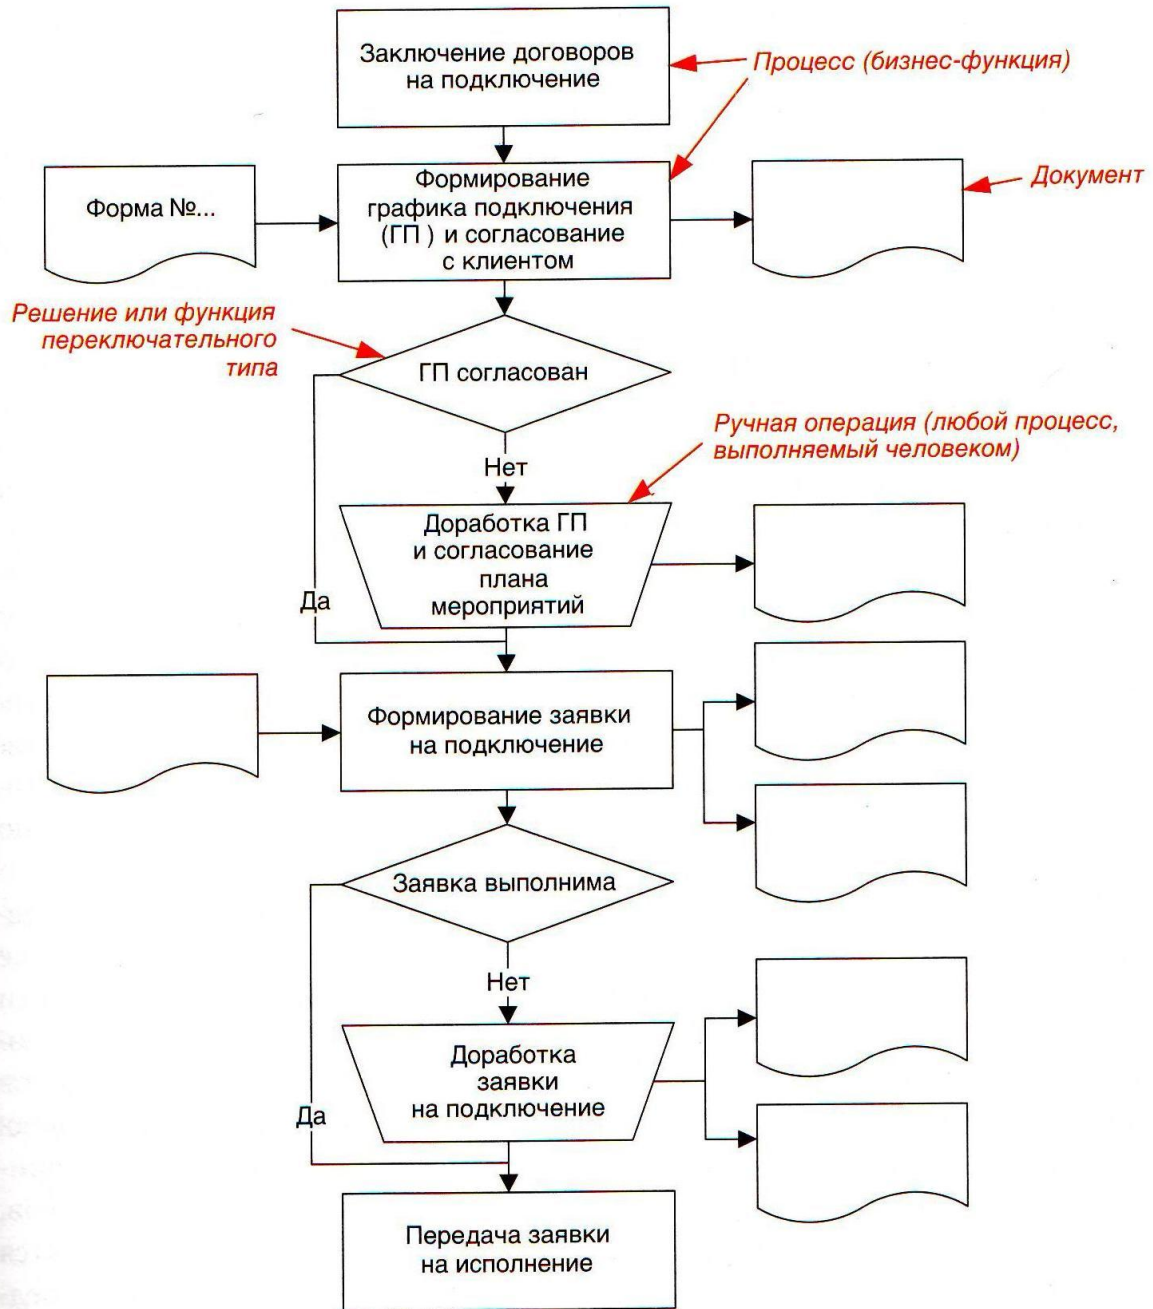 Заключение договоров
на подключение
Процесс (бизнес-функция)
Форма №...
Формирование
графика подключения
(ГП ) и согласование
с клиентом
Документ
Решение или функция
переключательного
типа
ГП согласован
Ручная операция (любой процесс,
выполняемый человеком)
Нет
Доработка ГП
и согласование
плана
мероприятий
Да
Формирование заявки
на подключение
Заявка выполнима
Нет
Доработка
заявки
на подключение
Да
Передача заявки
на исполнение